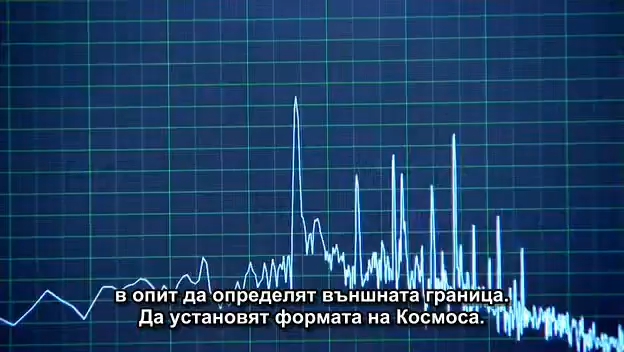 в опит да определят външната граница.
Да установят формата на Космоса.